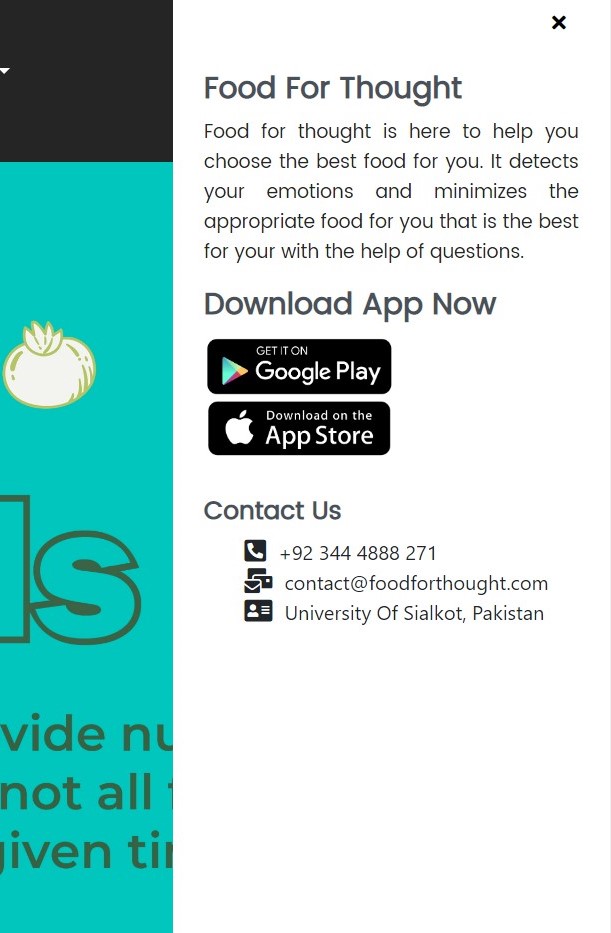 Food For Thought
Food for thought is here to help you
choose the best food for you. It detects
your emotions and minimizes the
appropriate food for you that is the best
for your with the help of questions.
Download App Now
GET IT ON
Google Play
Download on the
App Store
Contact Us
+92 344 4888 271
contact@foodforthought.com
University Of Sialkot, Pakistan
ls
vide nu
not all f
given tim